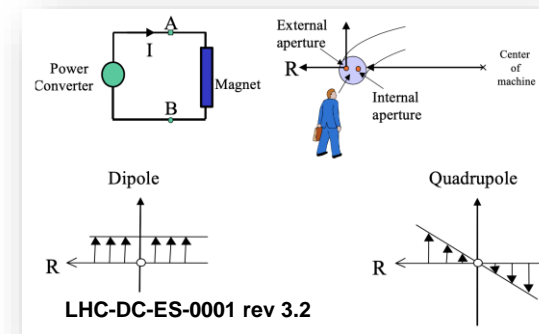 A
I
Power
Converter
Magnet
B
External
aperture
R
Center
of
machine
Internal
aperture
Dipole
R
Quadrupole
R
LHC-DC-ES-0001 rev 3.2